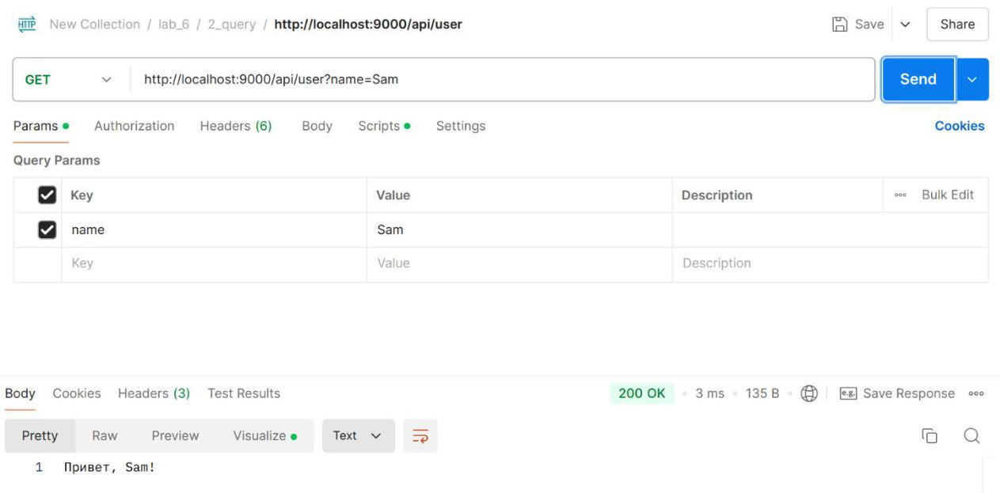 HTTP New Collection / lab_6 / 2_query / http://localhost:9000/api/user Save Share
GET http://localhost:9000/api/user?name=Sam Send
Params Authorization Headers (6) Body Scripts Settings Cookies
Query Params
Key Value Description Bulk Edit
name Sam
Key Value Description
Body Cookies Headers (3) Test Results 200 OK 3 ms 135 B e.g. Save Response
Pretty Raw Preview Visualize Text
1 Привет, Sam!